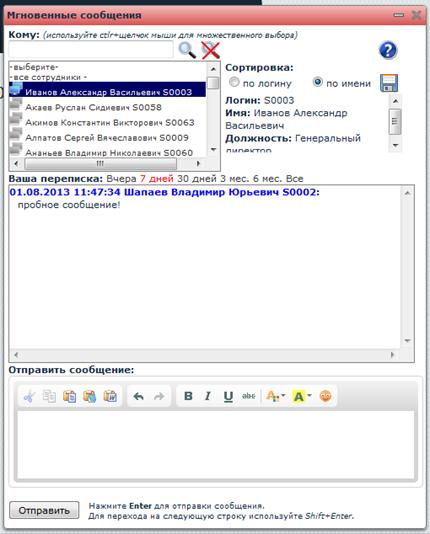 Мгновенные сообщения
Кому: (используйте ctlr+щелчок мыши для множественного выбора)
-выберите-
-все сотрудники -
Иванов Александр Васильевич S0003
Акаев Руслан Сидиевич S0058
Акимов Константин Викторович S0063
Алпатов Сергей Вячеславович S0009
Ананьев Владимир Николаевич S0060
Сортировка:
по логину по имени
Логин: S0003
Имя: Иванов Александр
Васильевич
Должность: Генеральный
директор
Ваша переписка: Вчера 7 дней 30 дней 3 мес. 6 мес. Все
01.08.2013 11:47:34 Шапаев Владимир Юрьевич S0002:
пробное сообщение!
Отправить сообщение:
B I U abc A A
Отправить
Нажмите Enter для отправки сообщения.
Для перехода на следующую строку используйте Shift+Enter.